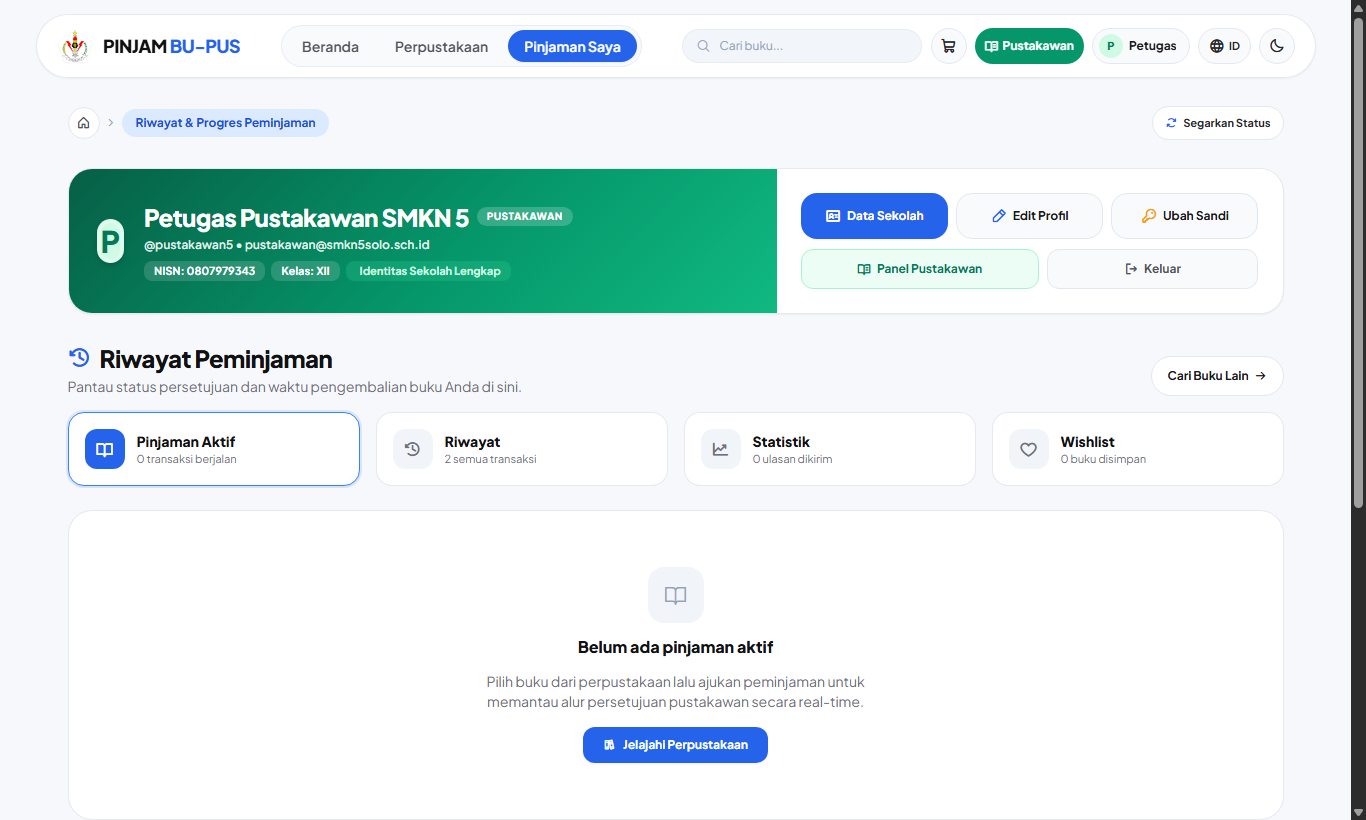 PINJAM BU-PUS
Beranda
Perpustakaan
Pinjaman Saya
Cari buku...
Pustakawan
P
Petugas
ID
Riwayat & Progres Peminjaman
Segarkan Status
P
Petugas Pustakawan SMKN 5
PUSTAKAWAN
@pustakawan5 • pustakawan@smkn5solo.sch.id
NISN: 0807979343
Kelas: XII
Identitas Sekolah Lengkap
Data Sekolah
Edit Profil
Ubah Sandi
Panel Pustakawan
Keluar
Riwayat Peminjaman
Pantau status persetujuan dan waktu pengembalian buku Anda di sini.
Cari Buku Lain →
Pinjaman Aktif
0 transaksi berjalan
Riwayat
2 semua transaksi
Statistik
0 ulasan dikirim
Wishlist
0 buku disimpan
Belum ada pinjaman aktif
Pilih buku dari perpustakaan lalu ajukan peminjaman untuk
memantau alur persetujuan pustakawan secara real-time.
Jelajahi Perpustakaan